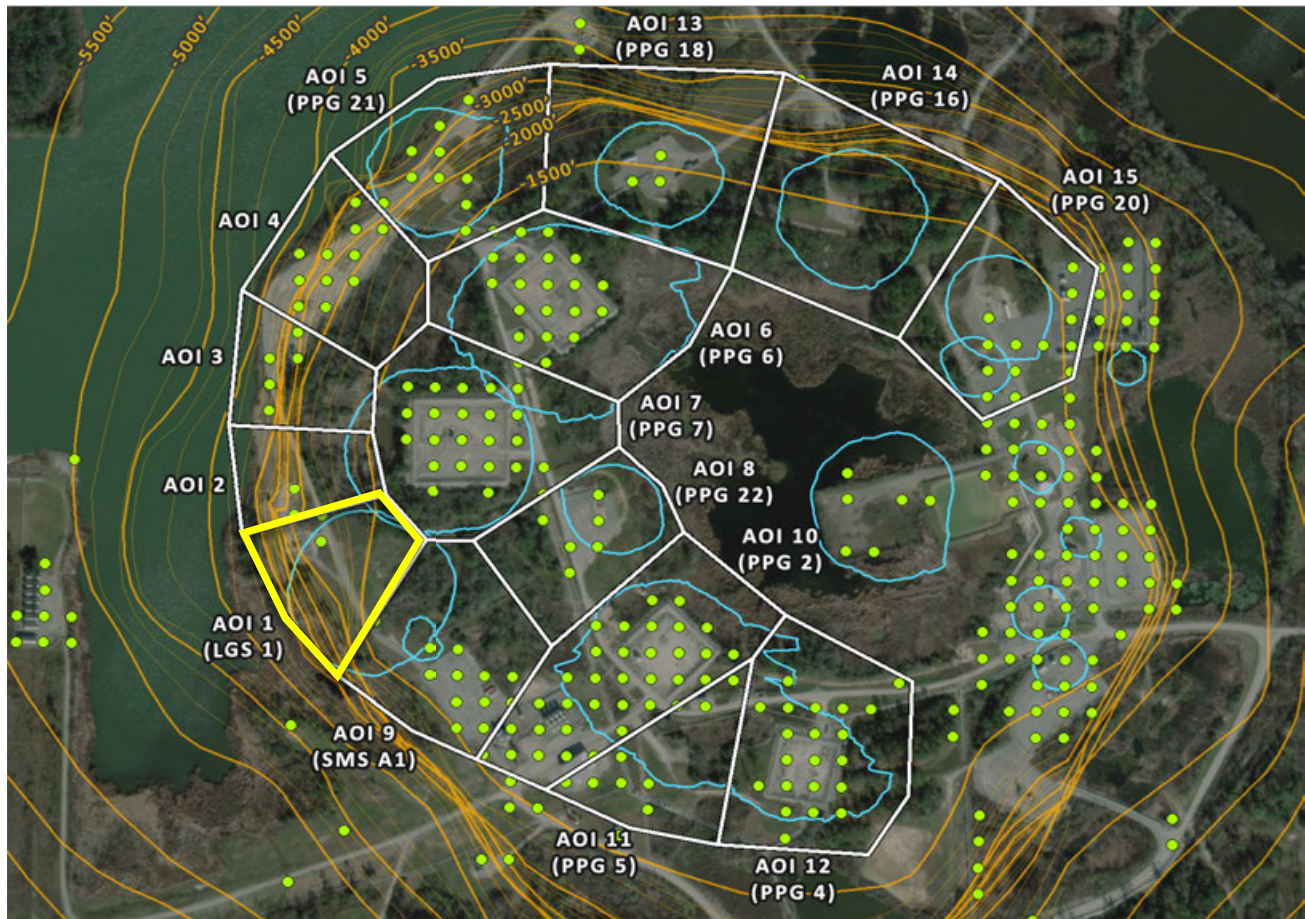 -5500'
-5000'
-4500'
-4000'
-3500'
-3000'
-2500'
-2000'
-1500'
AOI 13
(PPG 18)
AOI 14
(PPG 16)
AOI 5
(PPG 21)
AOI 15
(PPG 20)
AOI 4
AOI 3
AOI 6
(PPG 6)
AOI 7
(PPG 7)
AOI 2
AOI 8
(PPG 22)
AOI 10
(PPG 2)
AOI 1
(LGS 1)
AOI 9
(SMS A1)
AOI 11
(PPG 5)
AOI 12
(PPG 4)